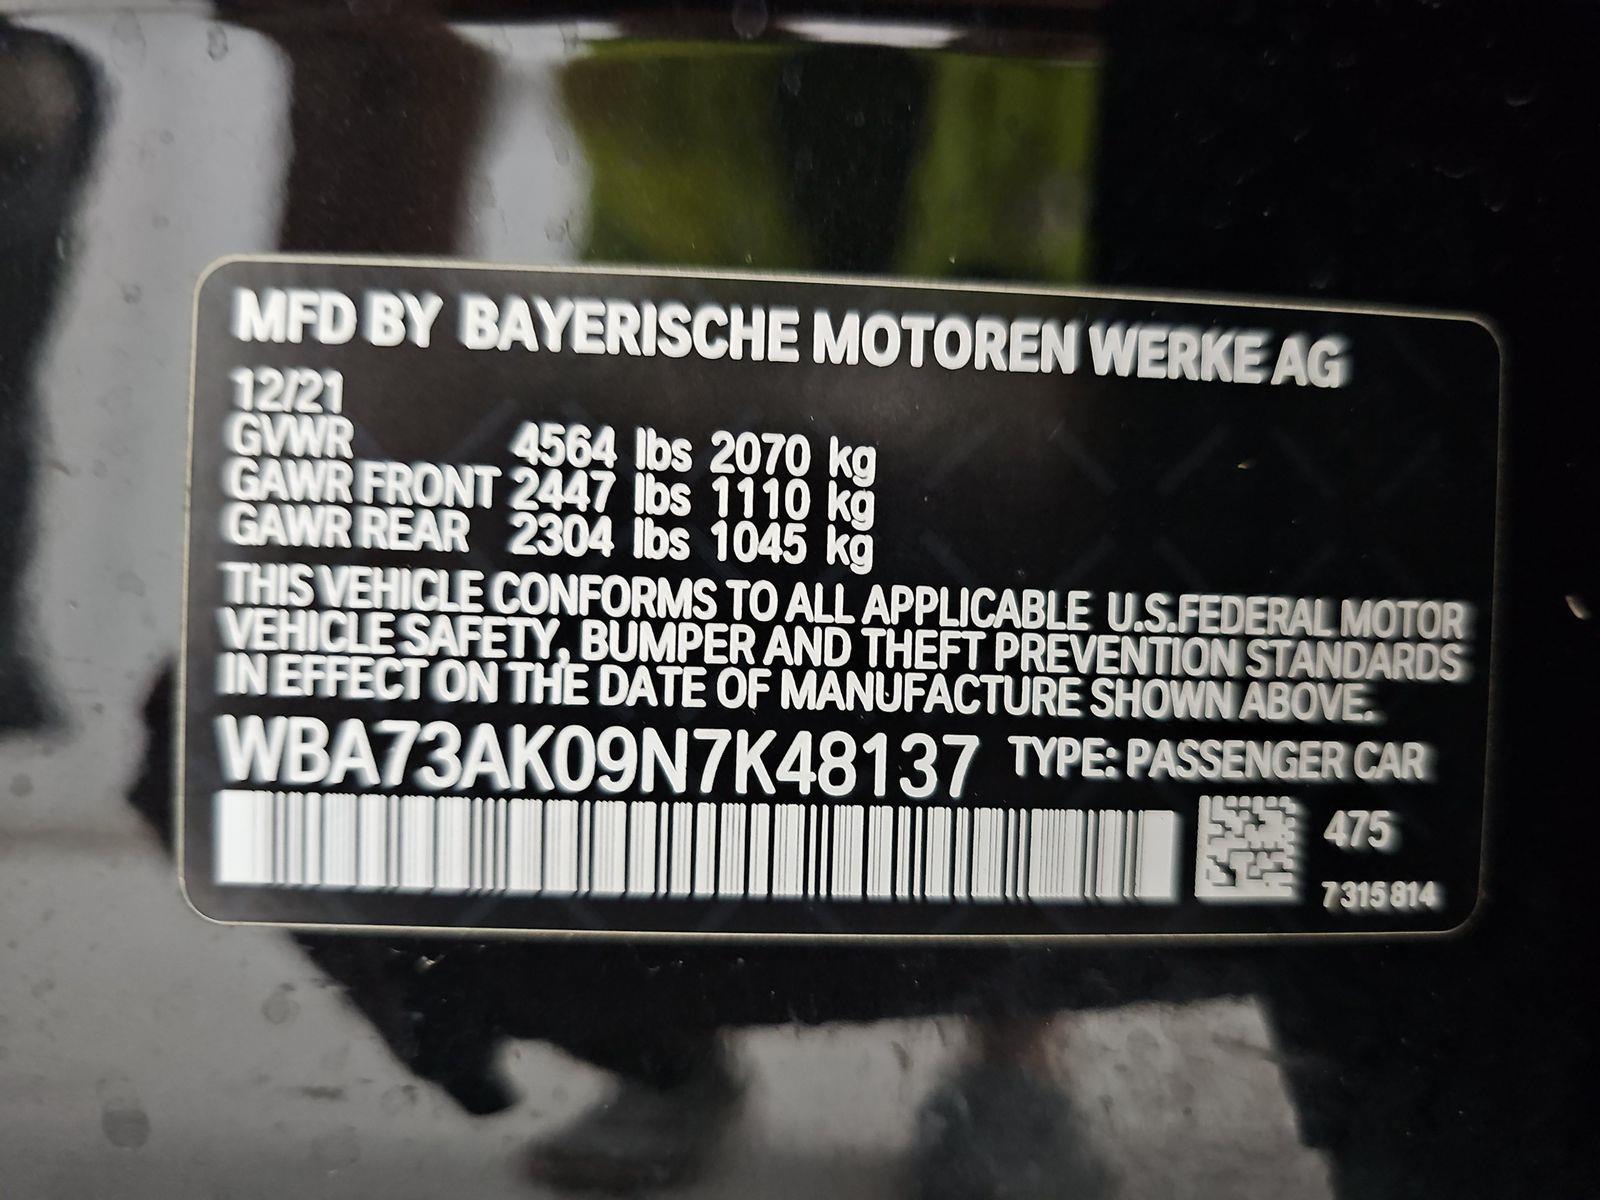 MFD BY BAYERISCHE MOTOREN WERKE AG
12/21
GVWR 4564 lbs 2070 kg
GAWR FRONT 2447 lbs 1110 kg
GAWR REAR 2304 lbs 1045 kg
THIS VEHICLE CONFORMS TO ALL APPLICABLE U.S.FEDERAL MOTOR
VEHICLE SAFETY, BUMPER AND THEFT PREVENTION STANDARDS
IN EFFECT ON THE DATE OF MANUFACTURE SHOWN ABOVE.
WBA73AK09N7K48137 TYPE: PASSENGER CAR
475
7 315 814